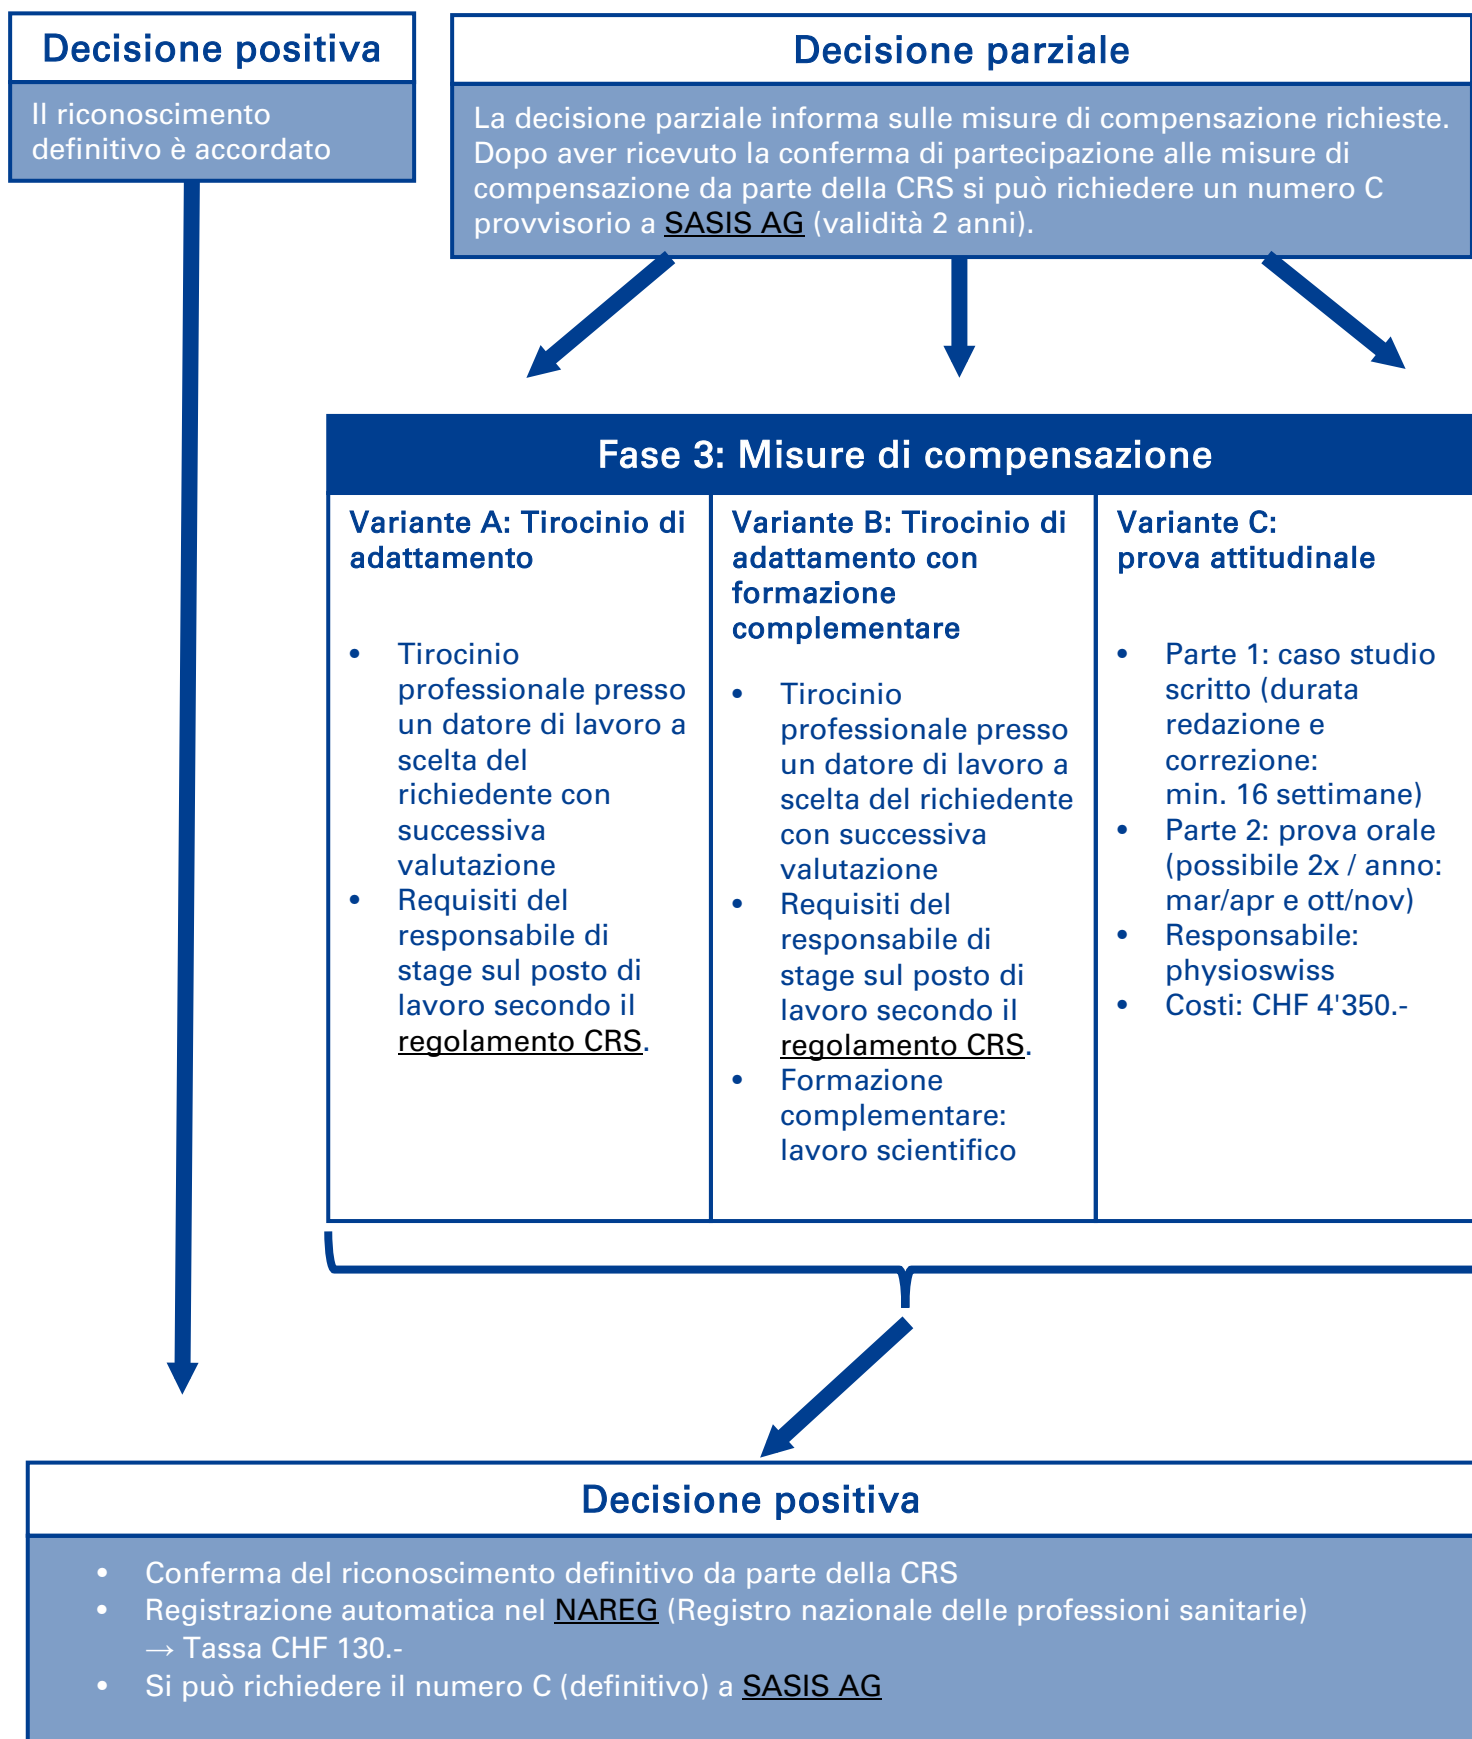 Decisione positiva
Il riconoscimento
definitivo è accordato
Decisione parziale
La decisione parziale informa sulle misure di compensazione richieste.
Dopo aver ricevuto la conferma di partecipazione alle misure di
compensazione da parte della CRS si può richiedere un numero C
provvisorio a SASIS AG (validità 2 anni).
Fase 3: Misure di compensazione
Variante A: Tirocinio di
adattamento
• Tirocinio
professionale presso
un datore di lavoro a
scelta del
richiedente con
successiva
valutazione
• Requisiti del
responsabile di
stage sul posto di
lavoro secondo il
regolamento CRS.
Variante B: Tirocinio di
adattamento con
formazione
complementare
• Tirocinio
professionale presso
un datore di lavoro a
scelta del richiedente
con successiva
valutazione
• Requisiti del
responsabile di
stage sul posto di
lavoro secondo il
regolamento CRS.
• Formazione
complementare:
lavoro scientifico
Variante C:
prova attitudinale
• Parte 1: caso studio
scritto (durata
redazione e
correzione:
min. 16 settimane)
• Parte 2: prova orale
(possibile 2x / anno:
mar/apr e ott/nov)
• Responsabile:
physioswiss
• Costi: CHF 4'350.-
Decisione positiva
• Conferma del riconoscimento definitivo da parte della CRS
• Registrazione automatica nel NAREG (Registro nazionale delle professioni sanitarie)
→ Tassa CHF 130.-
• Si può richiedere il numero C (definitivo) a SASIS AG